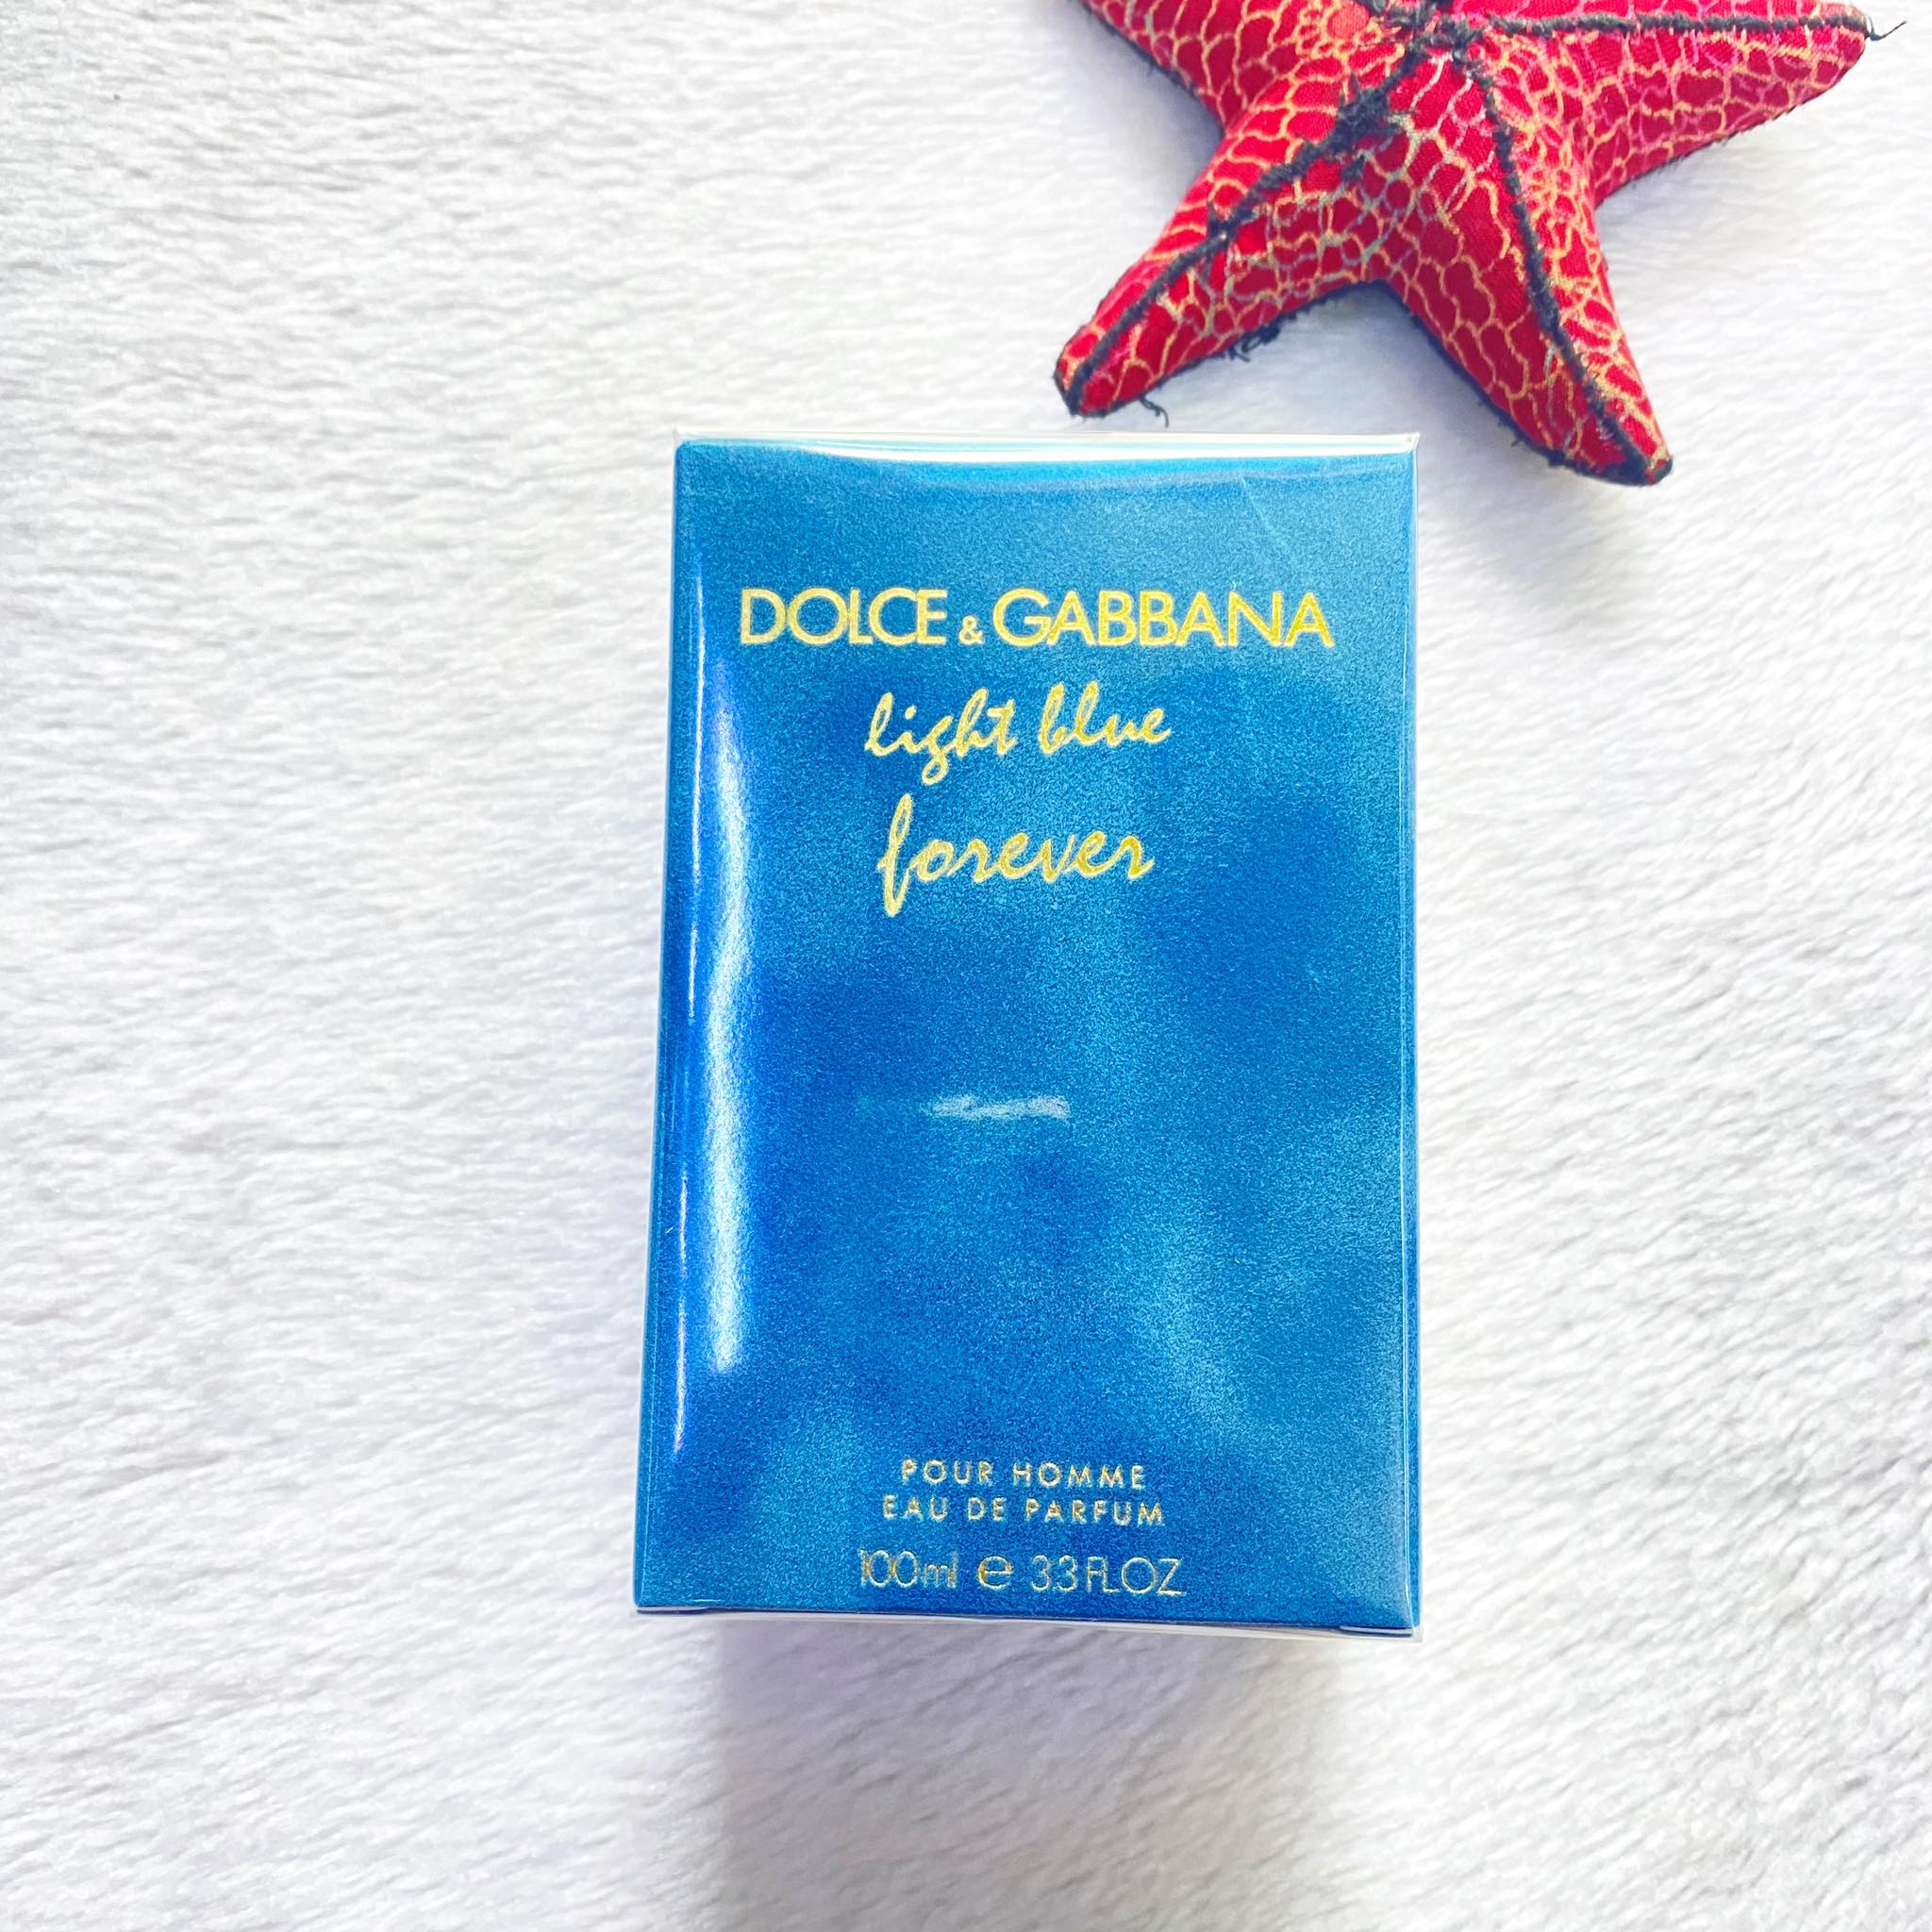 DOLCE & GABBANA
light blue
forever
POUR HOMME
EAU DE PARFUM
100ml e 3.3 FL.OZ